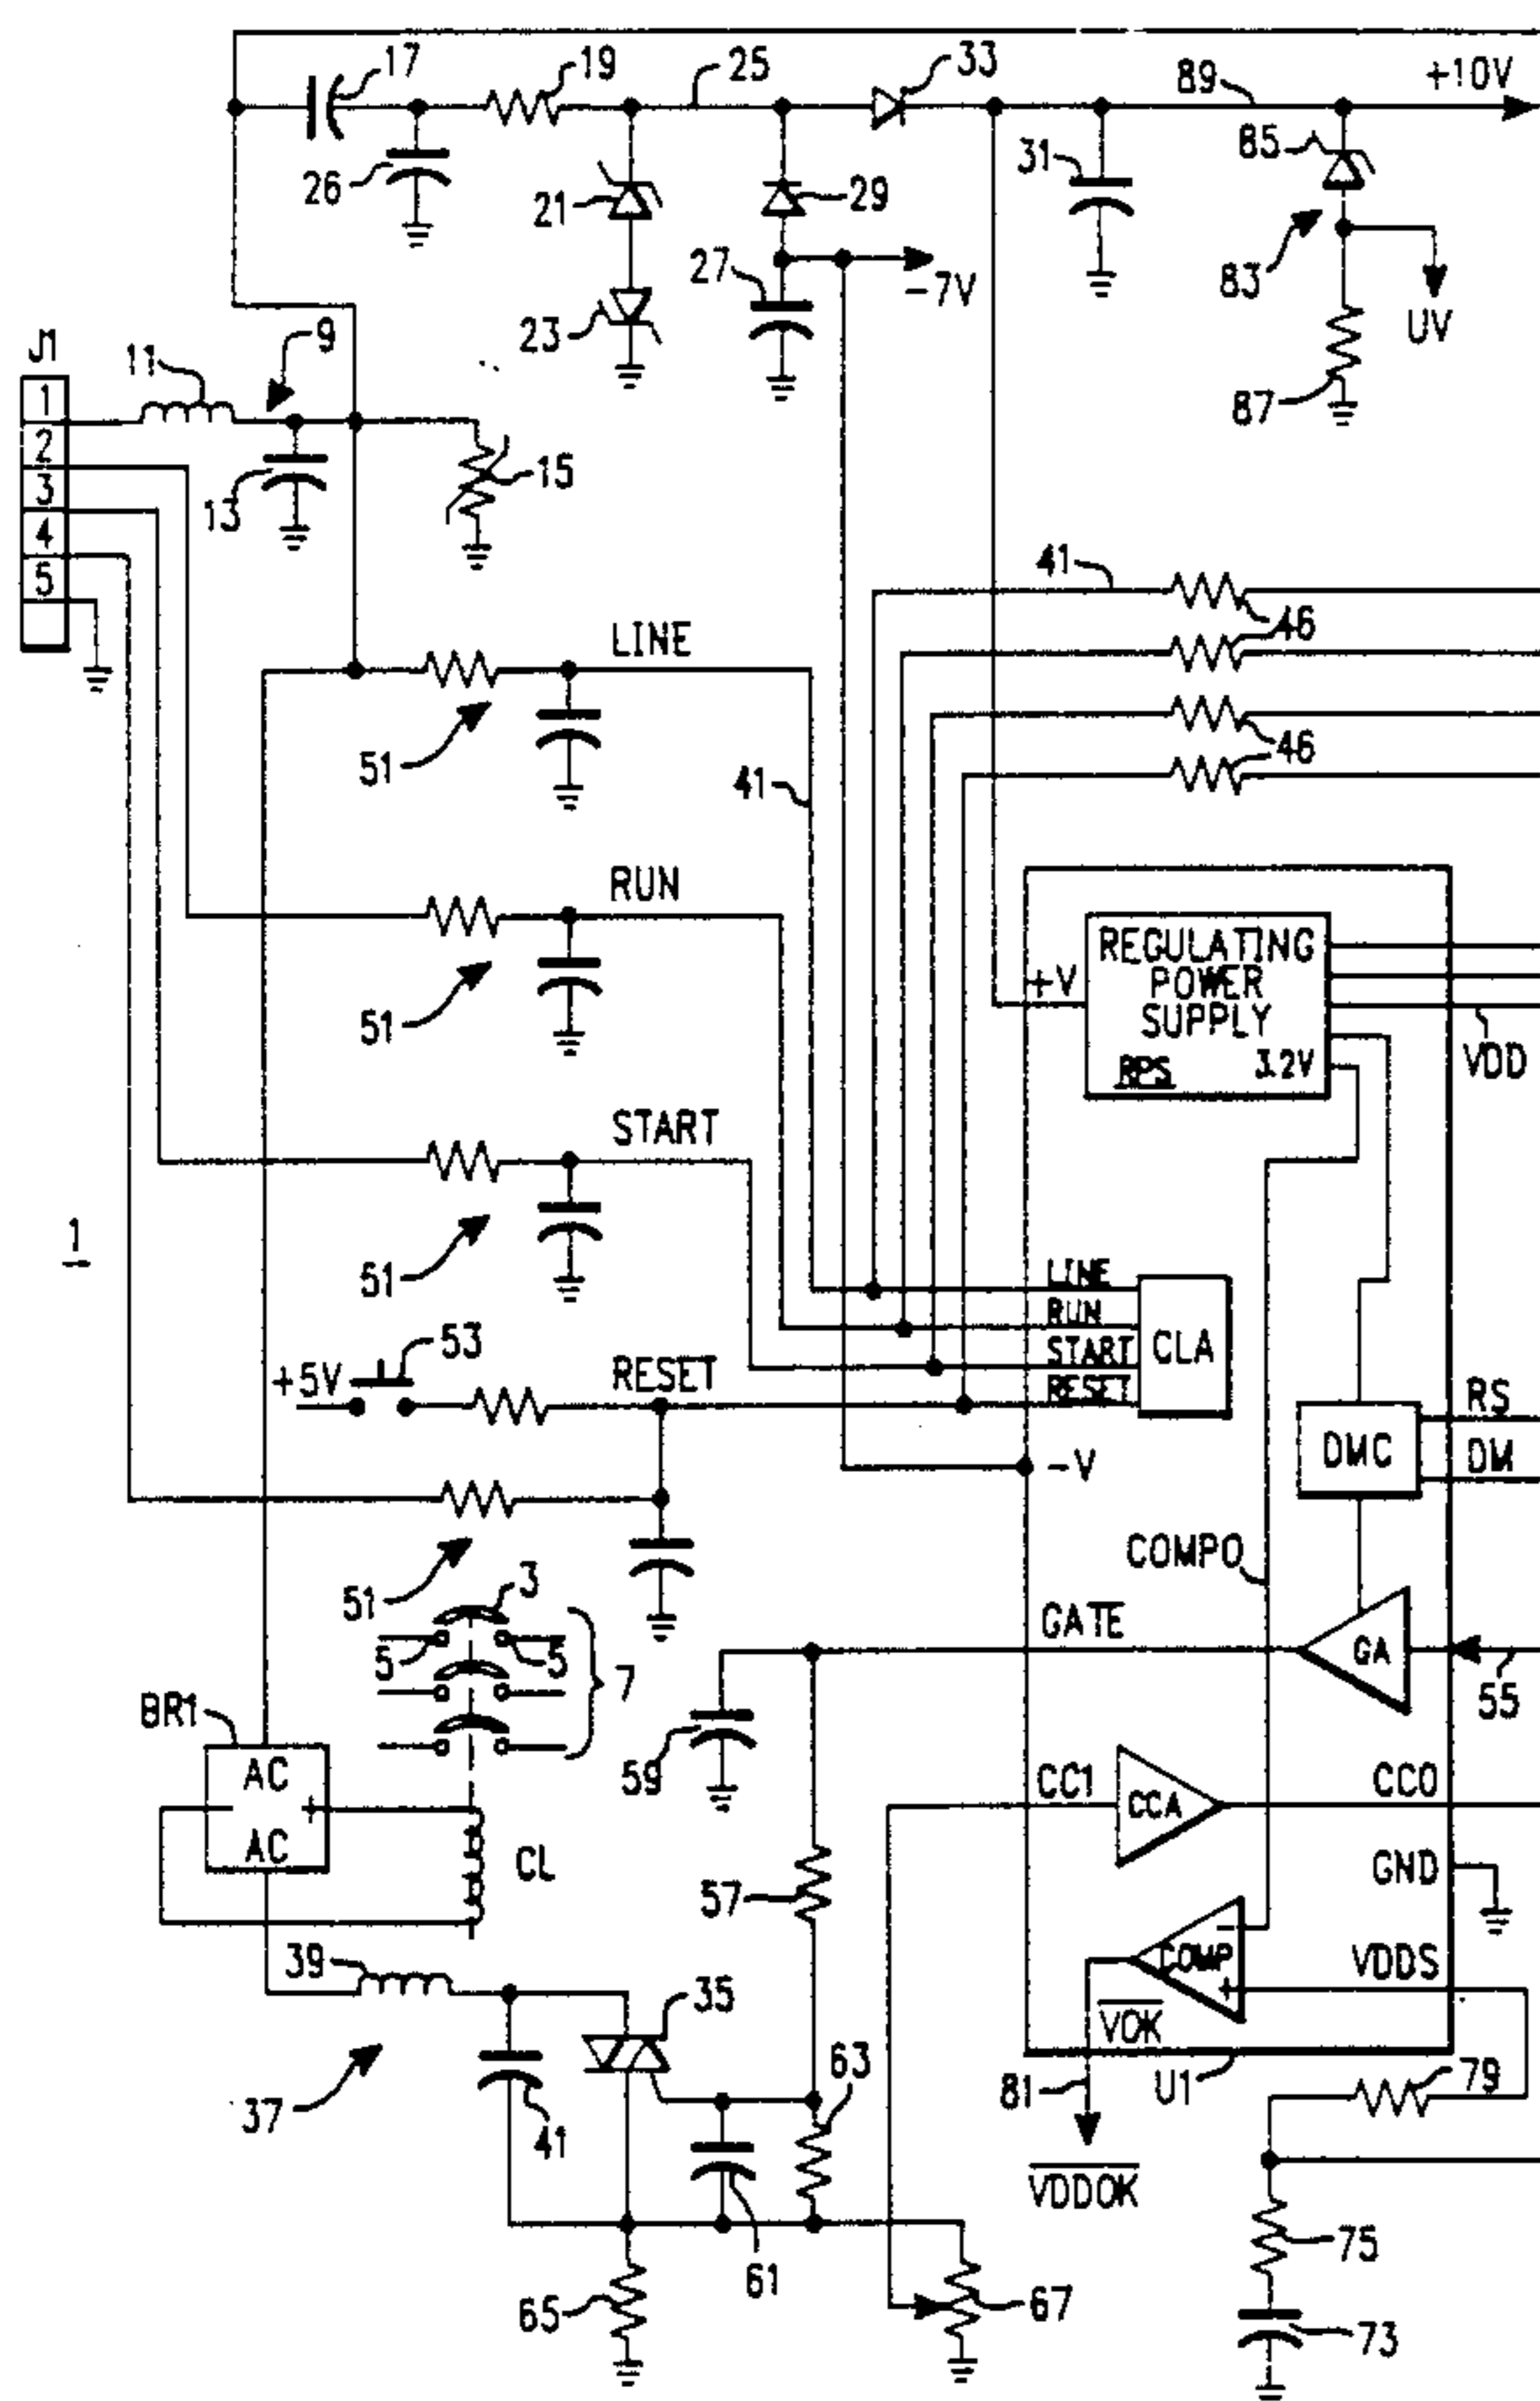 17
19
25
33
89
+10V
26
21
29
31
85
27
-7V
83
UV
23
87
J1
11
9
1
2
3
4
5
13
15
41
46
LINE
51
41
46
RUN
51
REGULATING
POWER
SUPPLY
RPS
3.2V
+V
VDD
START
51
1
LINE
RUN
START
RESET
CLA
53
+5V
RESET
-V
DMC
RS
DM
51
COMPO
3
5
5
7
GATE
GA
55
BR1
AC
- +
AC
59
CC1
CCA
CCO
CL
57
GND
39
COMP
-
+
VDDS
35
VOK
37
41
63
81
U1
79
VDDOK
61
65
67
75
73